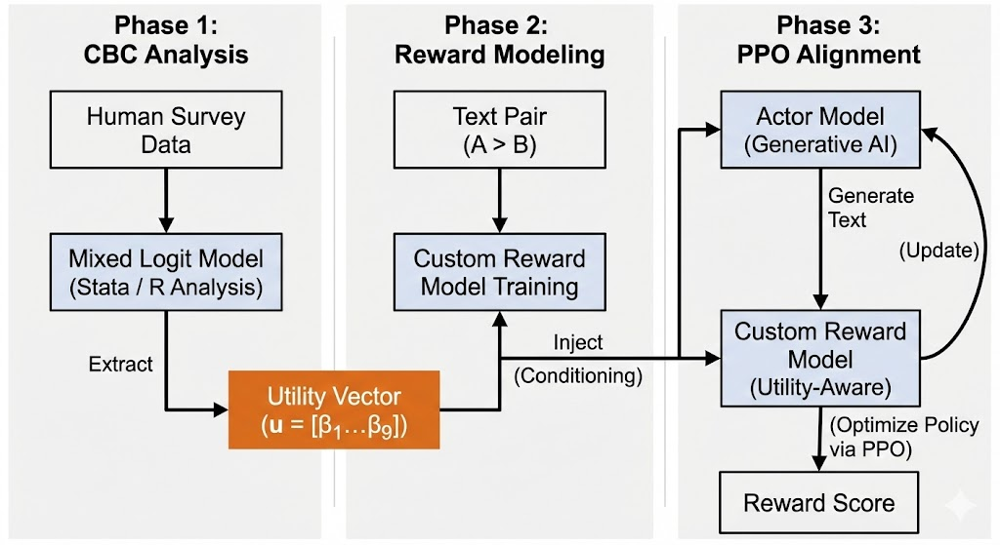 Phase 1:
CBC Analysis
Human Survey
Data
Mixed Logit Model
(Stata / R Analysis)
Extract
Utility Vector
(u = [β₁…β₉])
Phase 2:
Reward Modeling
Text Pair
(A > B)
Custom Reward
Model Training
Inject
(Conditioning)
Phase 3:
PPO Alignment
Actor Model
(Generative AI)
Generate
Text
(Update)
Custom Reward
Model
(Utility-Aware)
(Optimize Policy
via PPO)
Reward Score